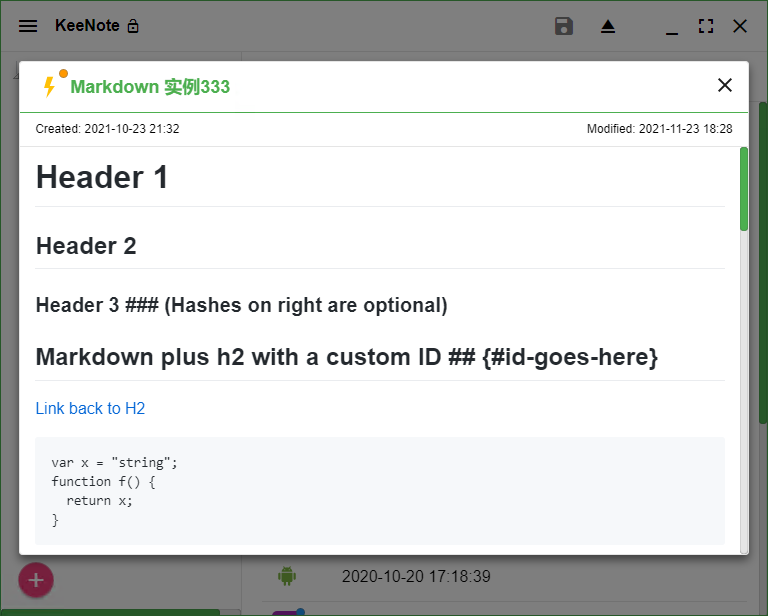 KeeNote
Markdown 实例333
Created: 2021-10-23 21:32
Modified: 2021-11-23 18:28
Header 1
Header 2
Header 3 ### (Hashes on right are optional)
Markdown plus h2 with a custom ID ## {#id-goes-here}
Link back to H2
var x = "string";
function f() {
  return x;
}
2020-10-20 17:18:39